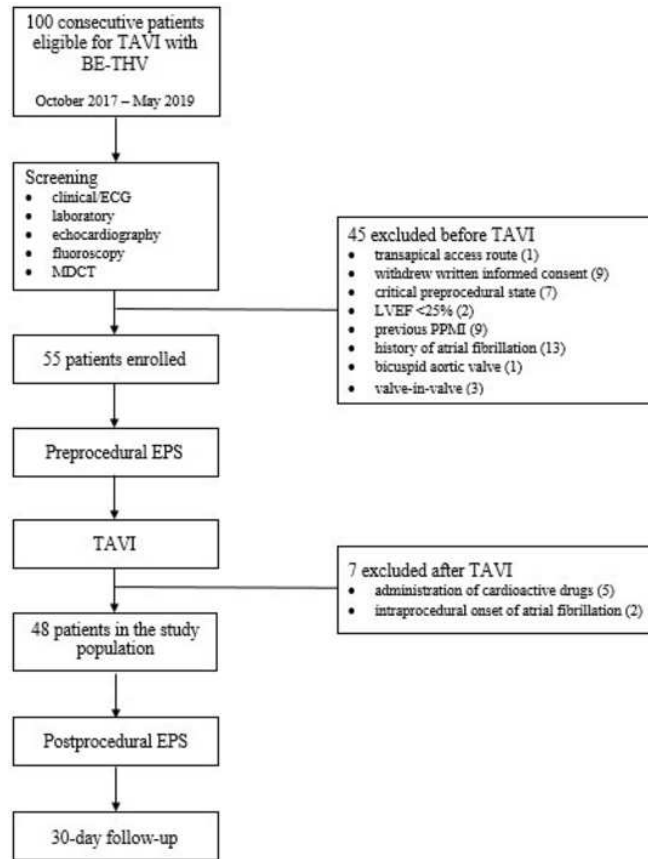 100 consecutive patients
eligible for TAVI with
BE-THV
October 2017 – May 2019
Screening
• clinical/ECG
• laboratory
• echocardiography
• fluoroscopy
• MDCT
45 excluded before TAVI
• transapical access route (1)
• withdrew written informed consent (9)
• critical preprocedural state (7)
• LVEF <25% (2)
• previous PPMI (9)
• history of atrial fibrillation (13)
• bicuspid aortic valve (1)
• valve-in-valve (3)
55 patients enrolled
Preprocedural EPS
TAVI
7 excluded after TAVI
• administration of cardioactive drugs (5)
• intraprocedural onset of atrial fibrillation (2)
48 patients in the study
population
Postprocedural EPS
30-day follow-up